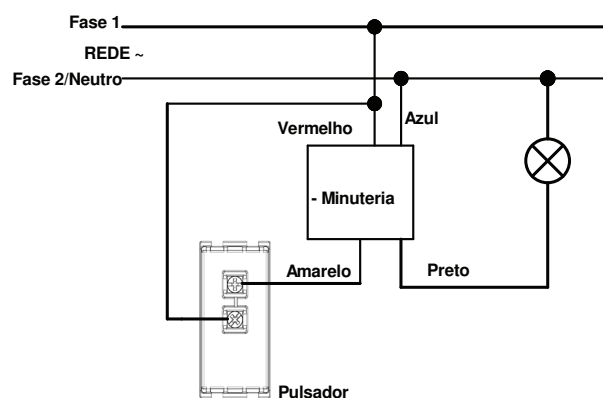 Fase 1
REDE ~
Fase 2/Neutro
Azul
Vermelho
- Minuteria
Amarelo
Preto
Pulsador